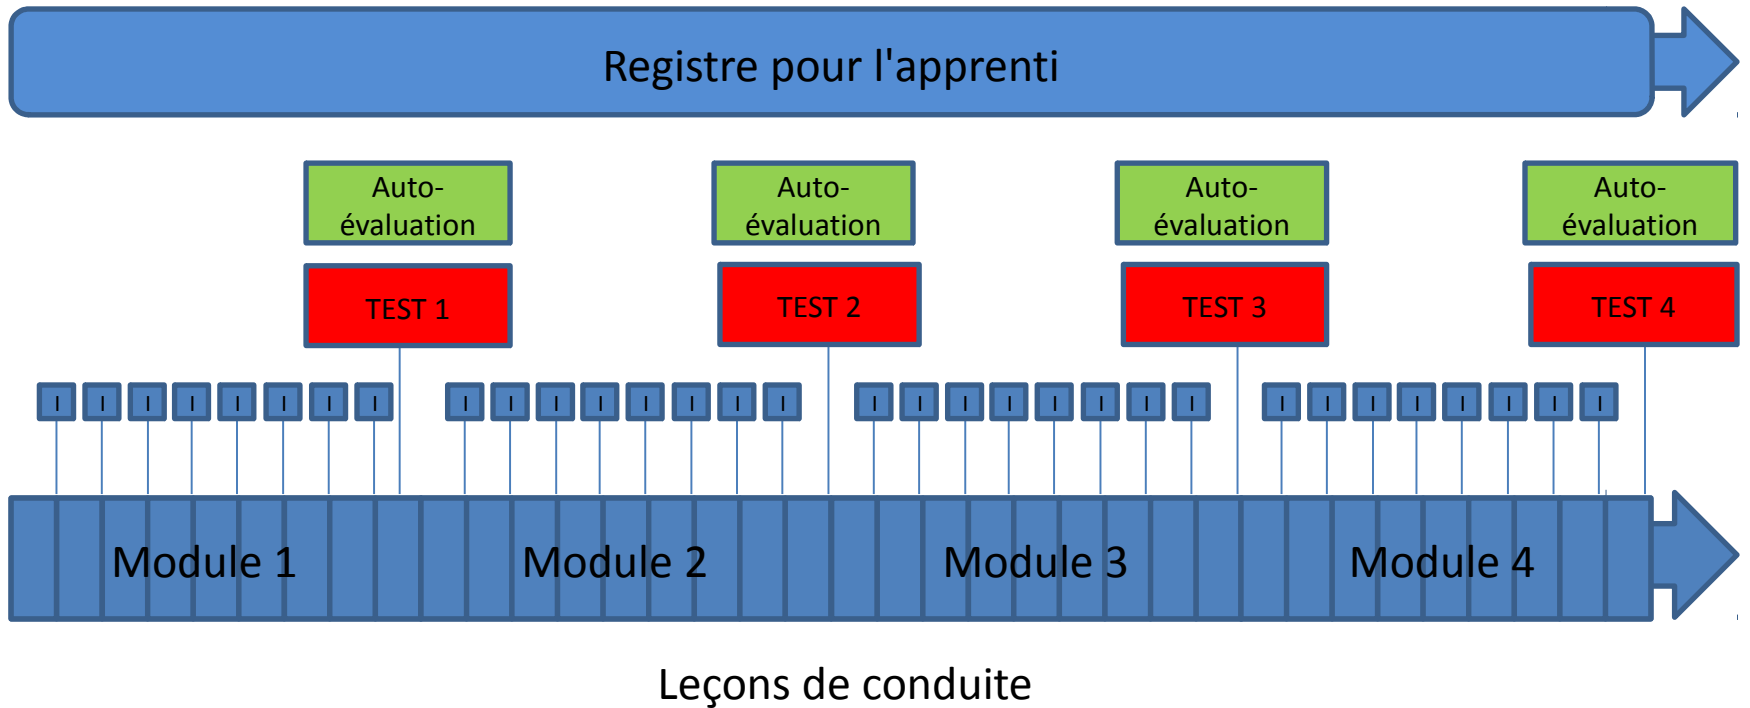 Registre pour l'apprenti
Auto-
évaluation
Auto-
évaluation
Auto-
évaluation
Auto-
évaluation
TEST 1
TEST 2
TEST 3
TEST 4
I I I I I I I I I I I I I I I I I I I I I I I I I I I I I I I I
Module 1
Module 2
Module 3
Module 4
Leçons de conduite